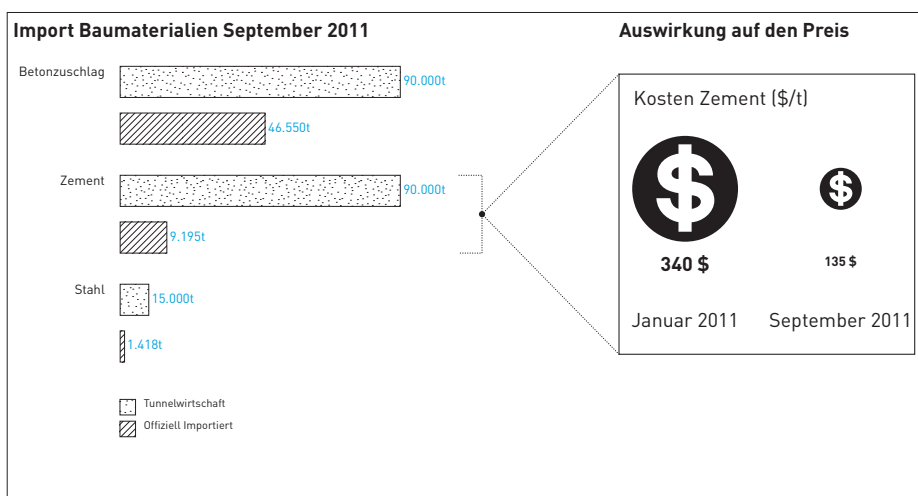 Import Baumaterialien September 2011
Betonzuschlag
90.000t
46.550t
Zement
90.000t
9.195t
Stahl
15.000t
1.418t
Tunnelwirtschaft
Offiziell Importiert
Auswirkung auf den Preis
Kosten Zement ($/t)
$ $
340 $ 135 $
Januar 2011 September 2011